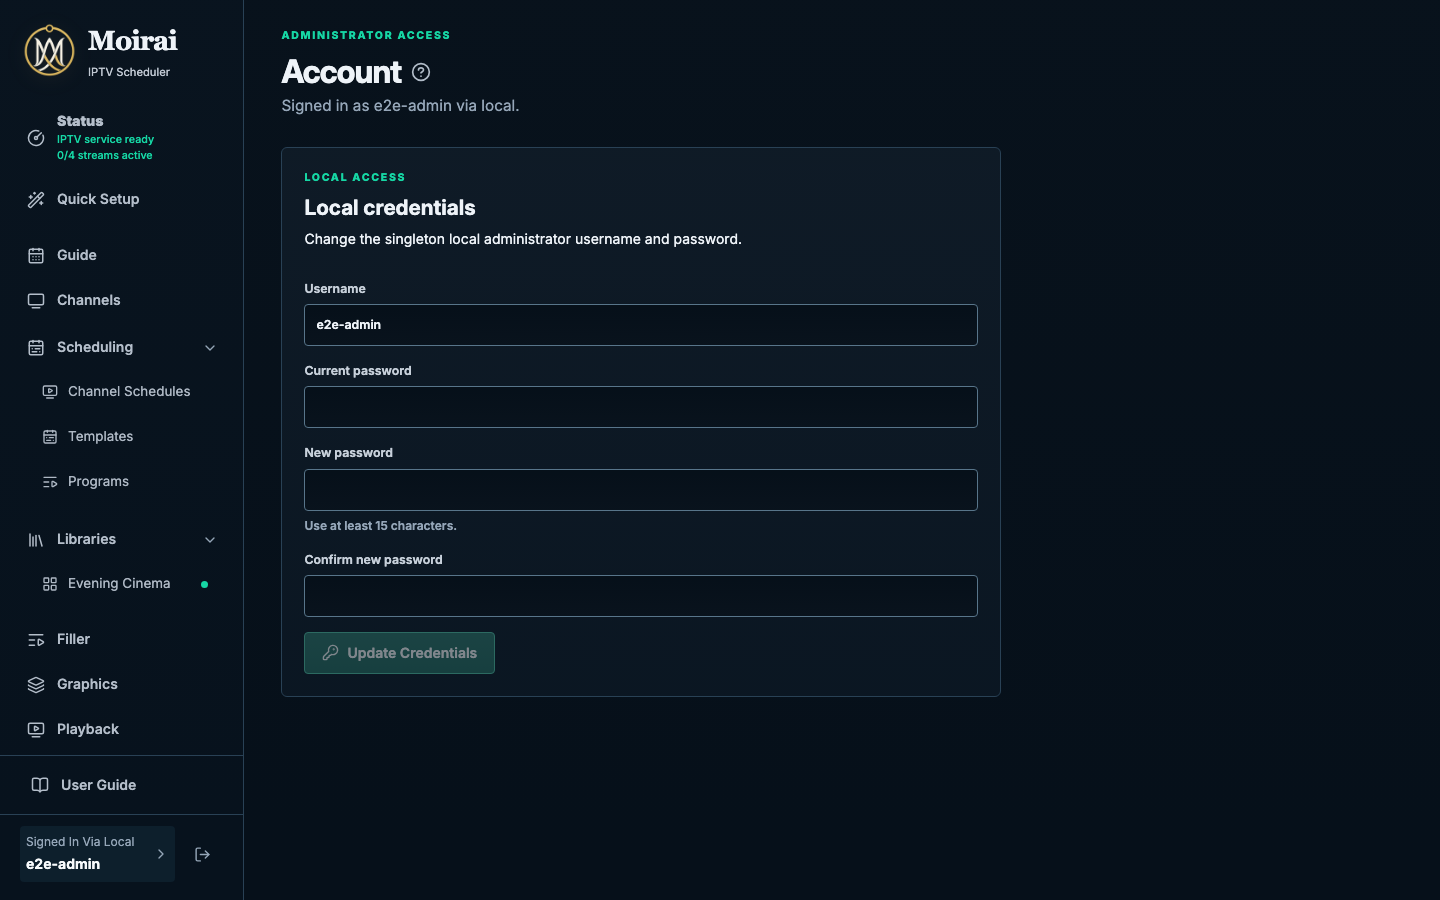 Moirai
IPTV Scheduler
Status
IPTV service ready
0/4 streams active
Quick Setup
Guide
Channels
Scheduling
Channel Schedules
Templates
Programs
Libraries
Evening Cinema
Filler
Graphics
Playback
User Guide
Signed In Via Local
e2e-admin
ADMINISTRATOR ACCESS
Account
Signed in as e2e-admin via local.
LOCAL ACCESS
Local credentials
Change the singleton local administrator username and password.
Username
e2e-admin
Current password
New password
Use at least 15 characters.
Confirm new password
Update Credentials